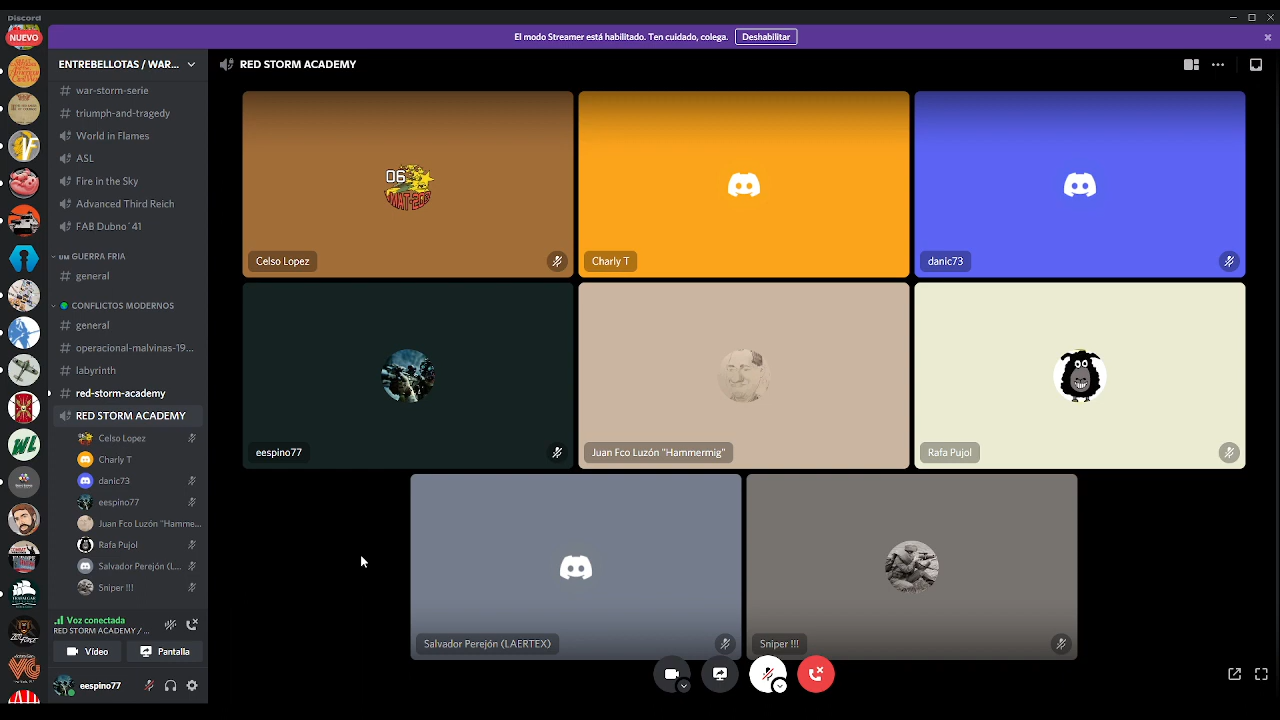 Discord
NUEVO
El modo Streamer está habilitado. Ten cuidado, colega.
Deshabilitar
ENTREBELLOTAS / WAR...
RED STORM ACADEMY
war-storm-serie
triumph-and-tragedy
World in Flames
ASL
Fire in the Sky
Advanced Third Reich
FAB Dubno´41
GUERRA FRIA
general
CONFLICTOS MODERNOS
general
operacional-malvinas-19...
labyrinth
red-storm-academy
RED STORM ACADEMY
Celso Lopez
Charly T
danic73
eespino77
Juan Fco Luzón "Hamme...
Rafa Pujol
Salvador Perejón (L...
Sniper !!!
Voz conectada
RED STORM ACADEMY / ...
Vídeo
Pantalla
eespino77
06
Celso Lopez
Charly T
danic73
eespino77
Juan Fco Luzón "Hammermig"
Rafa Pujol
Salvador Perejón (LAERTEX)
Sniper !!!
WL
VG